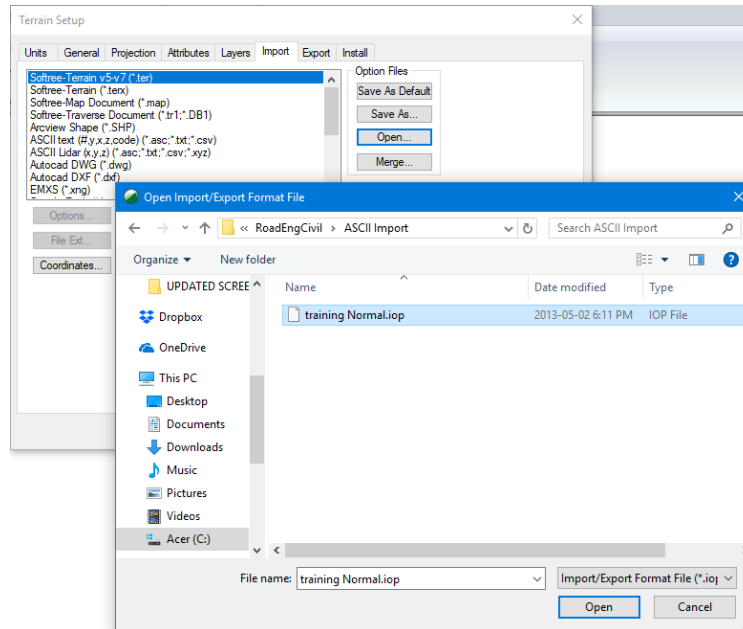 Terrain Setup
Units General Projection Attributes Layers Import Export Install
Softree-Terrain v5-v7 (*.ter)
Softree-Terrain (*.terx)
Softree-Map Document (*.map)
Softree-Traverse Document (*.tr1;*.DB1)
Arcview Shape (*.SHP)
ASCII text (#,y,x,z,code) (*.asc;*.txt;*.csv)
ASCII Lidar (x,y,z) (*.asc;*.txt;*.csv;*.xyz)
Autocad DWG (*.dwg)
Autocad DXF (*.dxf)
EMXS (*.xng)
Option Files
Save As Default
Save As...
Open...
Merge...
Options...
File Ext...
Coordinates...
Open Import/Export Format File
« RoadEngCivil › ASCII Import
Search ASCII Import
Organize New folder
UPDATED SCREE
Dropbox
OneDrive
This PC
Desktop
Documents
Downloads
Music
Pictures
Videos
Acer (C:)
Name Date modified Type
training Normal.iop 2013-05-02 6:11 PM IOP File
File name: training Normal.iop Import/Export Format File (*.iop
Open Cancel